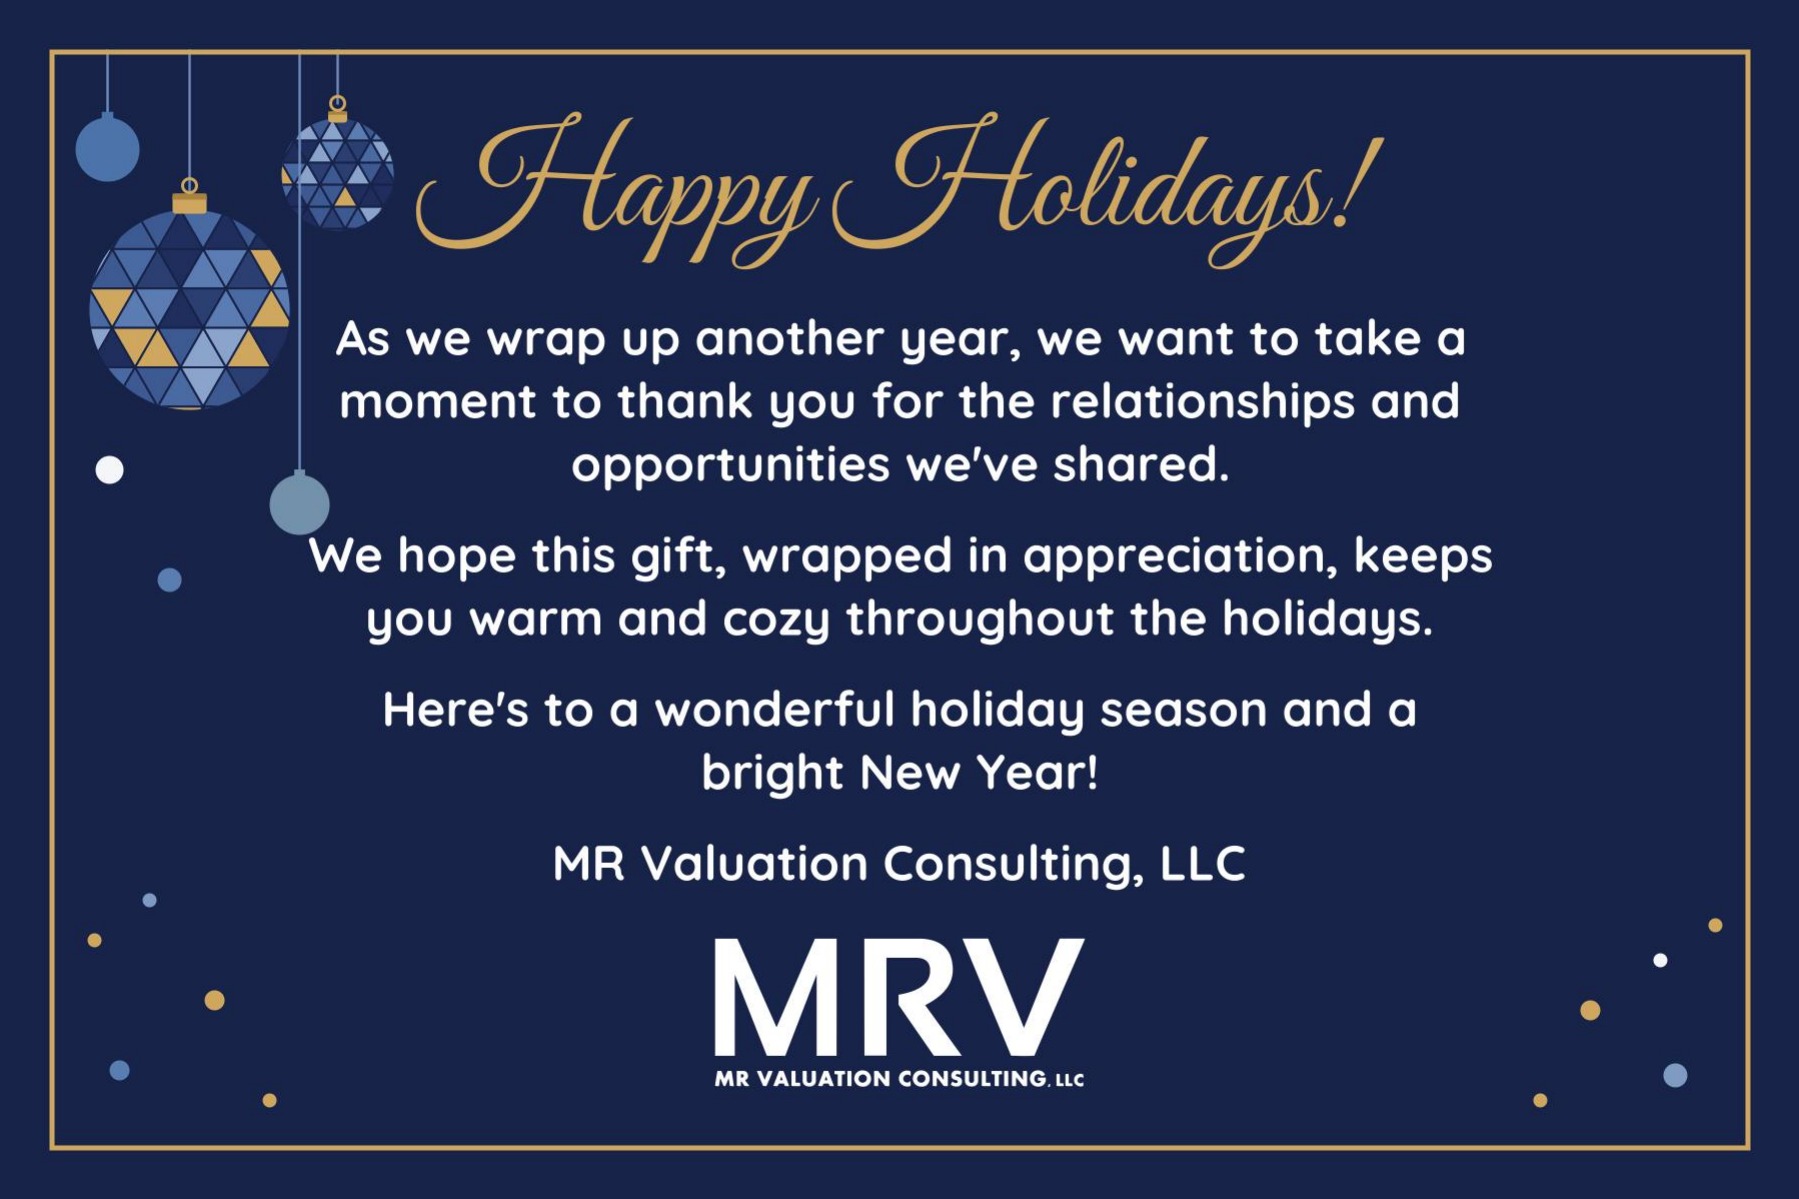 Happy Holidays!
As we wrap up another year, we want to take a
moment to thank you for the relationships and
opportunities we've shared.
We hope this gift, wrapped in appreciation, keeps
you warm and cozy throughout the holidays.
Here's to a wonderful holiday season and a
bright New Year!
MR Valuation Consulting, LLC
MRV
MR VALUATION CONSULTING, LLC